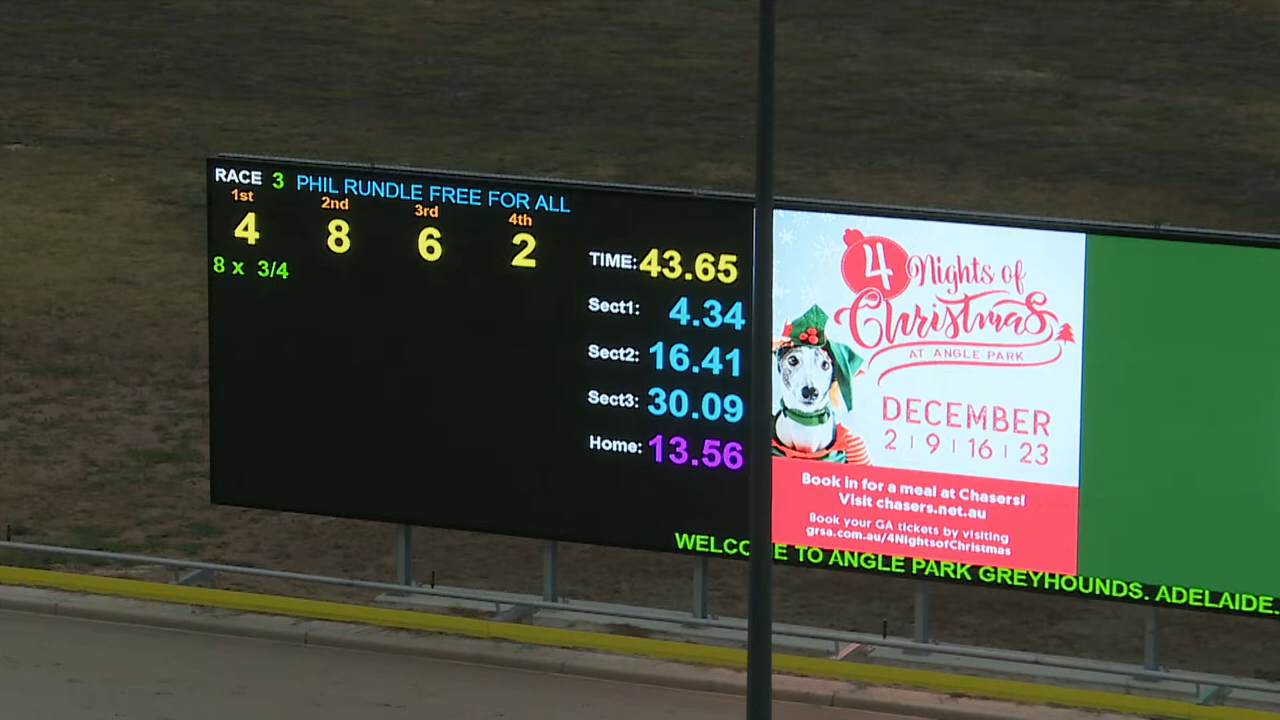 RACE 3 PHIL RUNDLE FREE FOR ALL
1st 2nd 3rd 4th
4 8 6 2
8 x 3/4
TIME: 43.65
Sect1: 4.34
Sect2: 16.41
Sect3: 30.09
Home: 13.56
4 Nights of
Christmas
AT ANGLE PARK
DECEMBER
2 | 9 | 16 | 23
Book in for a meal at Chasers!
Visit chasers.net.au
Book your GA tickets by visiting
grsa.com.au/4NightsofChristmas
WELCOME TO ANGLE PARK GREYHOUNDS. ADELAIDE.